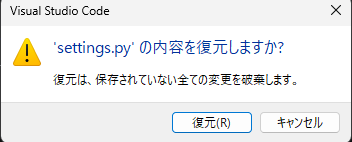 Visual Studio Code
'settings.py' の内容を復元しますか?
復元は、保存されていない全ての変更を破棄します。
復元(R)
キャンセル